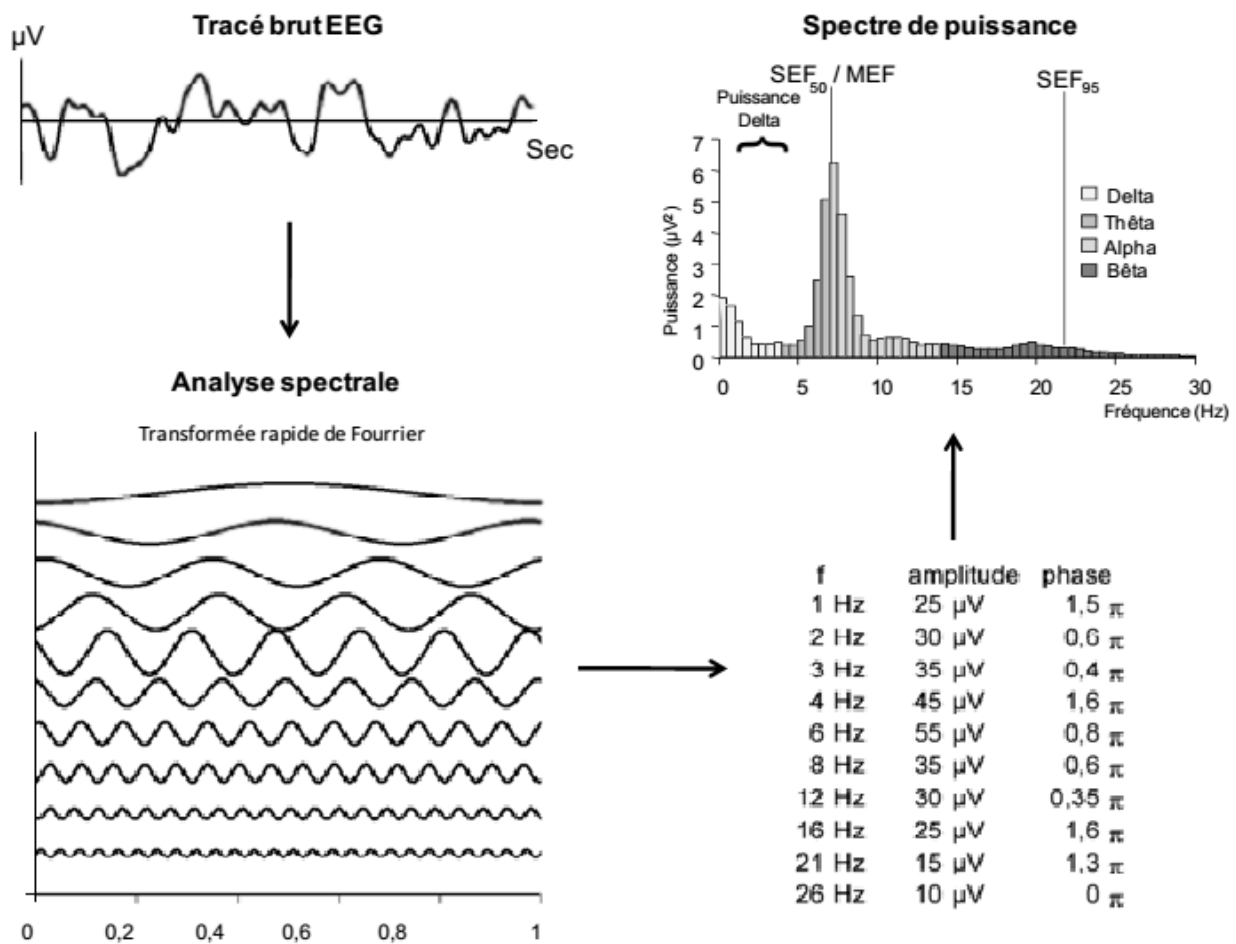 Tracé brut EEG
µV
Sec
Analyse spectrale
Transformée rapide de Fourrier
0 0,2 0,4 0,6 0,8 1
f amplitude phase
1 Hz 25 µV 1,5 π
2 Hz 30 µV 0,6 π
3 Hz 35 µV 0,4 π
4 Hz 45 µV 1,6 π
6 Hz 55 µV 0,8 π
8 Hz 35 µV 0,6 π
12 Hz 30 µV 0,35 π
16 Hz 25 µV 1,6 π
21 Hz 15 µV 1,3 π
26 Hz 10 µV 0 π
Spectre de puissance
SEF50 / MEF
SEF95
Puissance
Delta
7
6
5
4
3
2
1
0
Puissance (µV²)
Delta
Thêta
Alpha
Bêta
0 5 10 15 20 25 30
Fréquence (Hz)